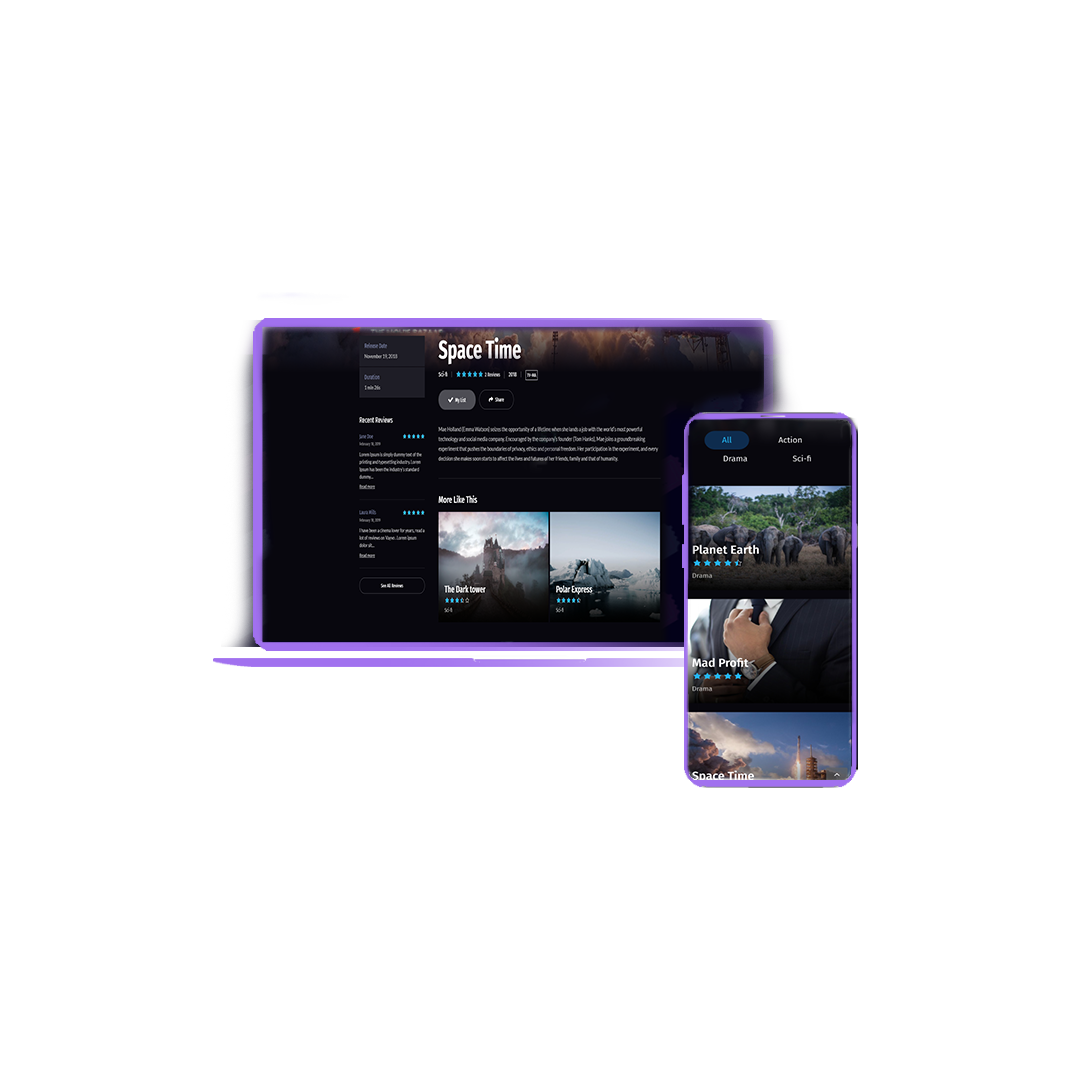 Release Date
November 19, 2018
Duration
1 min 26s
Recent Reviews
Jane Doe
February 18, 2019
Lorem Ipsum is simply dummy text of the
printing and typesetting industry. Lorem
Ipsum has been the industry's standard
dummy...
Read more
Laura Wills
February 18, 2019
I have been a cinema lover for years, read a
lot of reviews on Vayvo. Lorem Ipsum
dolor sit...
Read more
See All Reviews
Space Time
Sci-fi
2 Reviews
2018
TV-MA
My List
Share
Mae Holland (Emma Watson) seizes the opportunity of a lifetime when she lands a job with the world's most powerful
technology and social media company. Encouraged by the company's founder (Tom Hanks), Mae joins a groundbreaking
experiment that pushes the boundaries of privacy, ethics and personal freedom. Her participation in the experiment, and every
decision she makes soon starts to affect the lives and futures of her friends, family and that of humanity.
More Like This
The Dark tower
Sci-fi
Polar Express
Sci-fi
All
Action
Drama
Sci-fi
Planet Earth
Drama
Mad Profit
Drama
Space Time